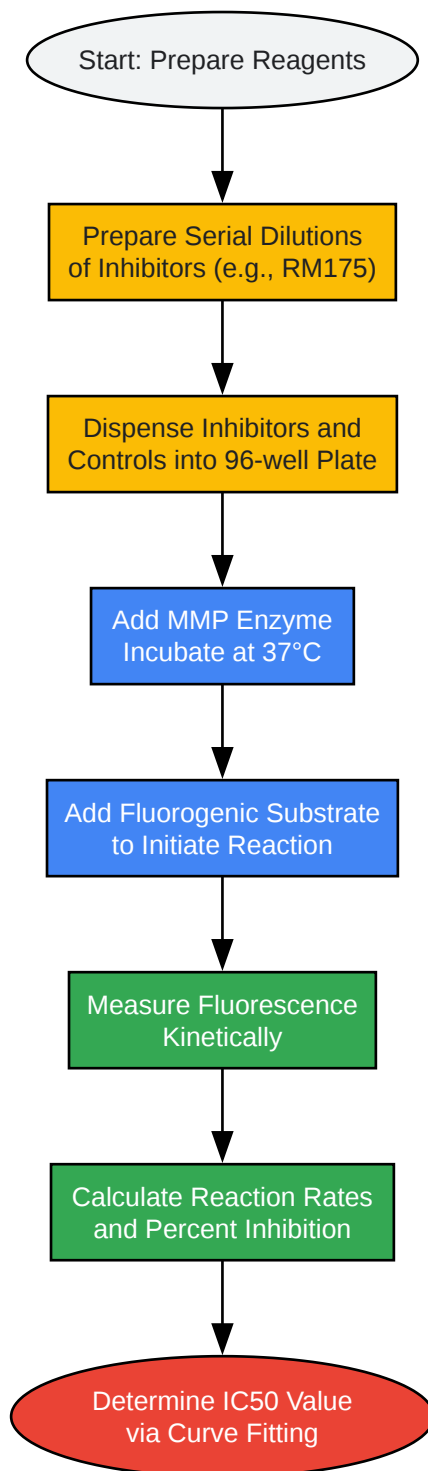 Start: Prepare Reagents
Prepare Serial Dilutions
of Inhibitors (e.g., RM175)
Dispense Inhibitors and
Controls into 96-well Plate
Add MMP Enzyme
Incubate at 37°C
Add Fluorogenic Substrate
to Initiate Reaction
Measure Fluorescence
Kinetically
Calculate Reaction Rates
and Percent Inhibition
Determine IC50 Value
via Curve Fitting